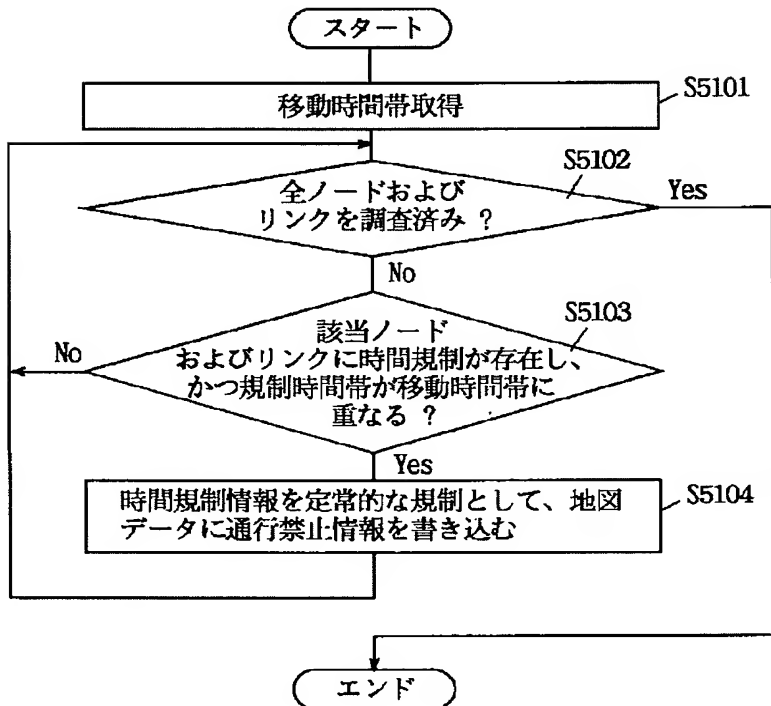 スタート
移動時間帯取得
S5101
全ノードおよび
リンクを調査済み ?
S5102
Yes
No
該当ノード
およびリンクに時間規制が存在し、
かつ規制時間帯が移動時間帯に
重なる ?
S5103
No
Yes
時間規制情報を定常的な規制として、地図
データに通行禁止情報を書き込む
S5104
エンド